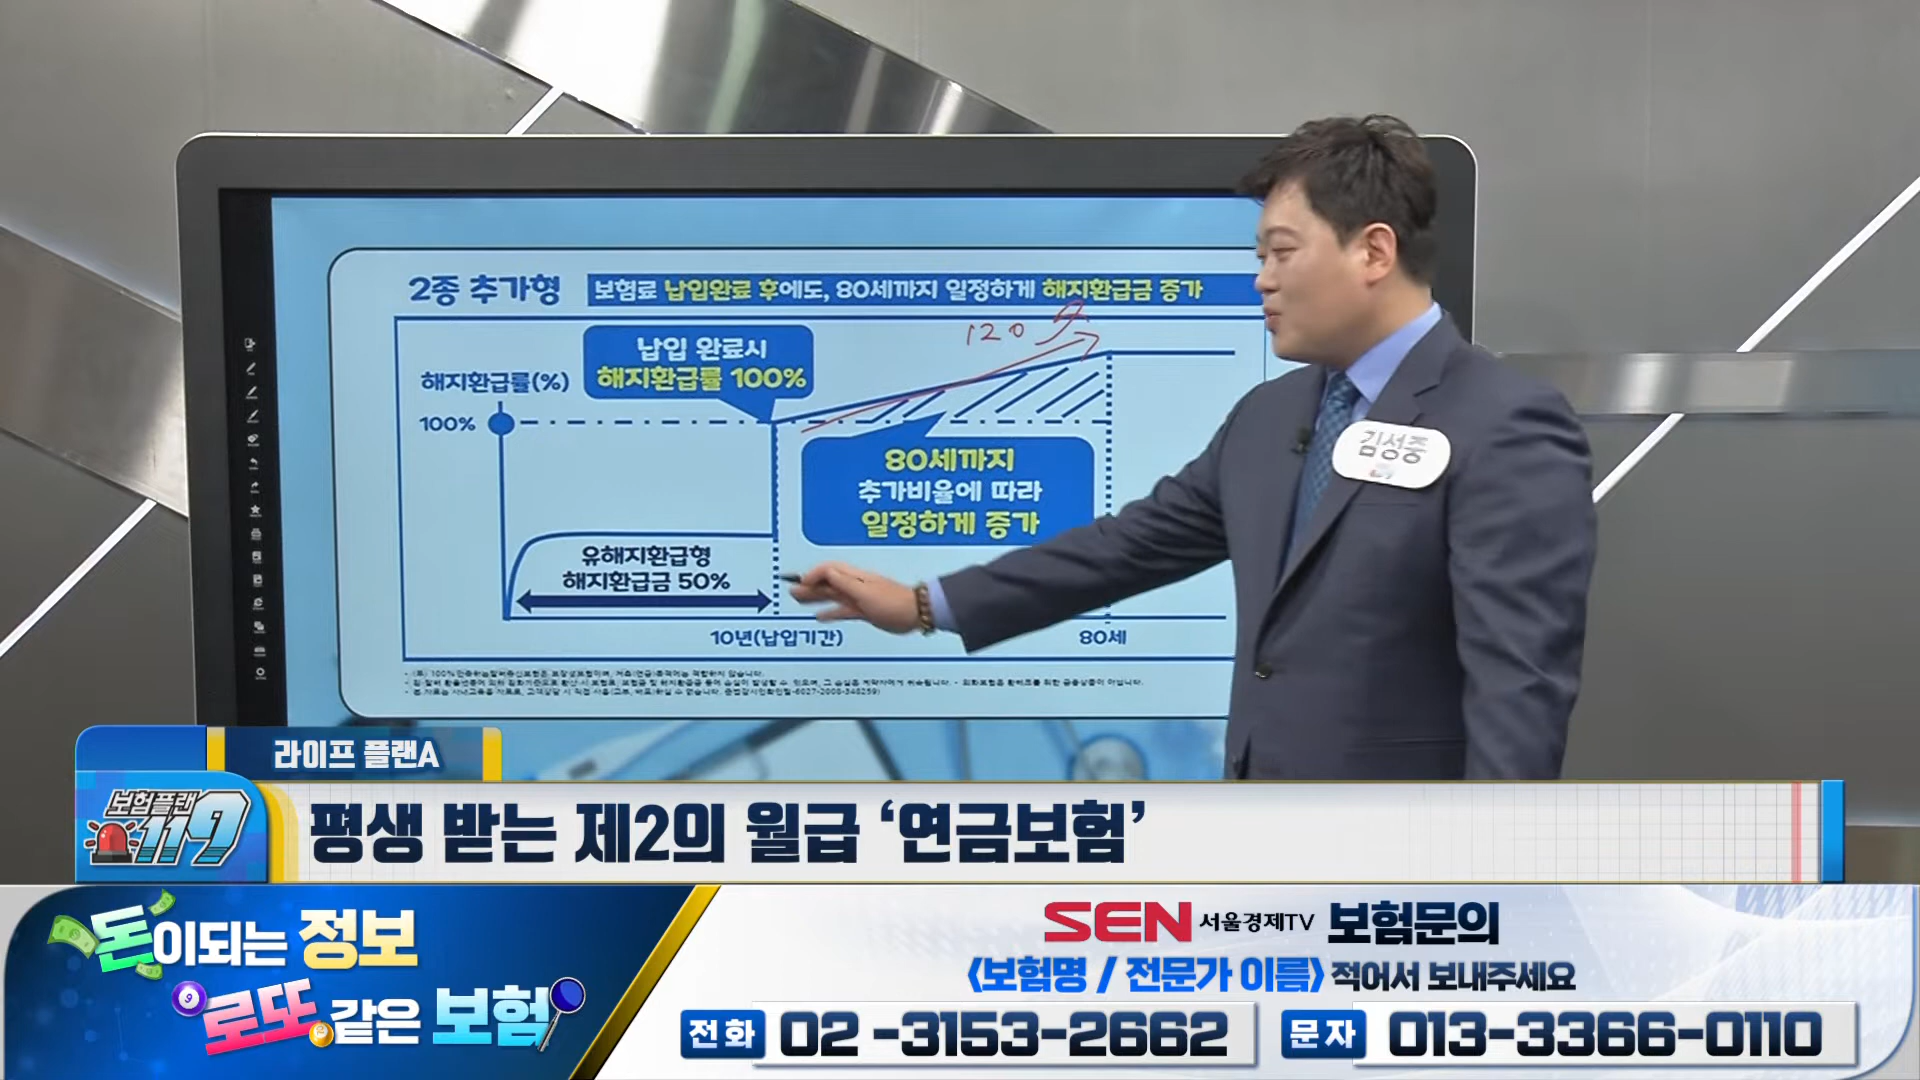 2종 추가형
보험료 납입완료 후에도, 80세까지 일정하게 해지환급금 증가
120
납입 완료시
해지환급률 100%
해지환급률(%)
100%
80세까지
추가비율에 따라
일정하게 증가
유해지환급형
해지환급금 50%
10년(납입기간)
80세
김성중
라이프 플랜A
보험플랜
119
평생 받는 제2의 월급 ‘연금보험’
돈이되는 정보
로또 같은 보험
SEN 서울경제TV 보험문의
<보험명 / 전문가 이름> 적어서 보내주세요
전화 02 -3153-2662
문자 013-3366-0110